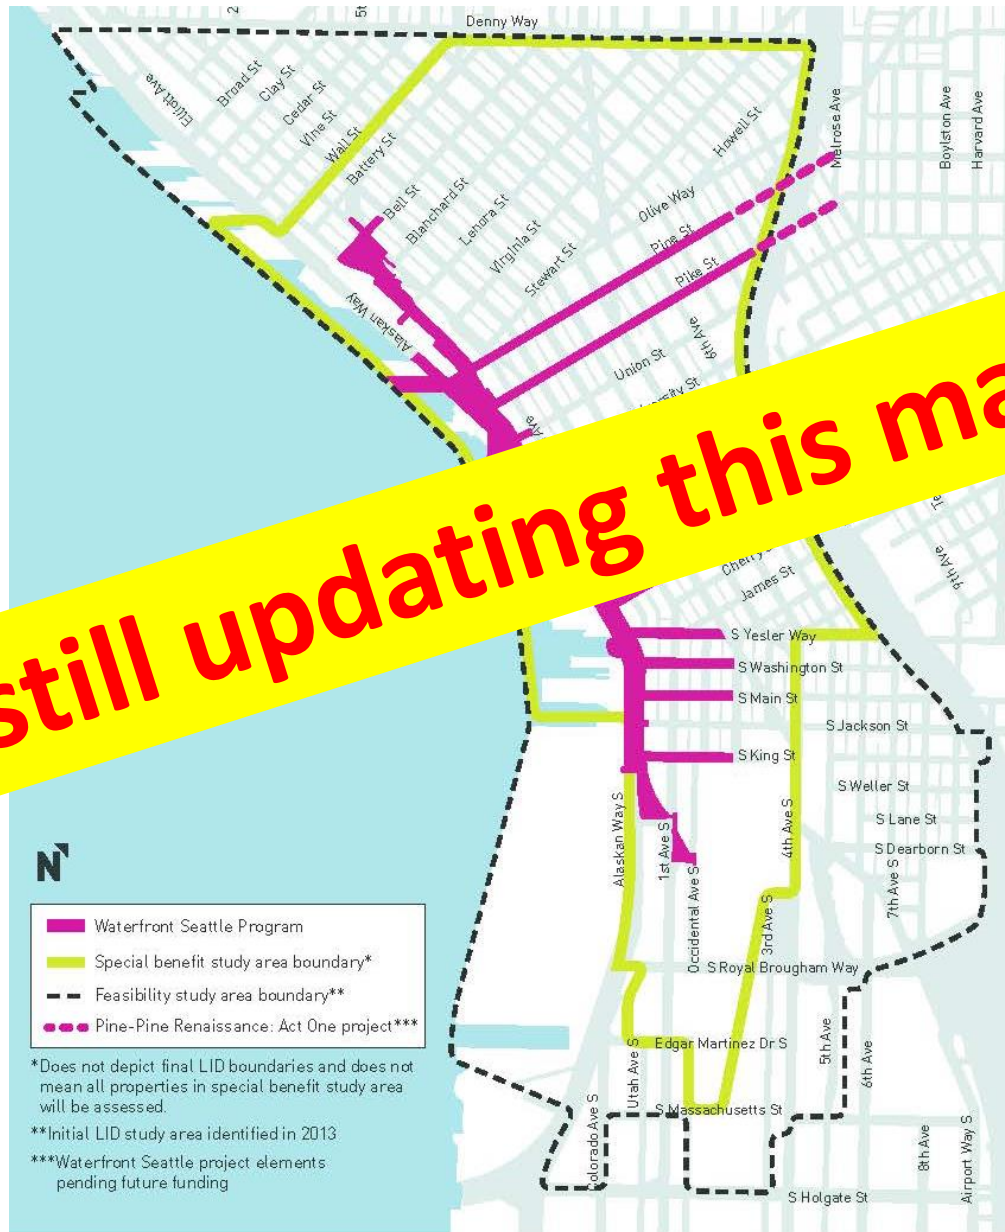 Denny Way
Elliott Ave
Broad St
Clay St
Cedar St
Vine St
Wall St
Battery St
Bell St
Blanchard St
Lenora St
Virginia St
Stewart St
Howell St
Olive Way
Pine St
Pike St
Melrose Ave
Boylston Ave
Harvard Ave
Alaskan Way
Union St
6th Ave
Ave
still updating this ma
9th Ave
James St
S Yesler Way
S Washington St
S Main St
S Jackson St
S King St
S Weller St
S Lane St
S Dearborn St
Alaskan Way S
1st Ave S
Occidental Ave S
4th Ave S
3rd Ave S
7th Ave S
S Royal Brougham Way
Edgar Martinez Dr S
Utah Ave S
5th Ave
6th Ave
S Massachusetts St
Colorado Ave S
8th Ave
Airport Way S
S Holgate St
N
Waterfront Seattle Program
Special benefit study area boundary*
Feasibility study area boundary**
Pine-Pine Renaissance: Act One project***
*Does not depict final LID boundaries and does not
mean all properties in special benefit study area
will be assessed.
**Initial LID study area identified in 2013
***Waterfront Seattle project elements
pending future funding